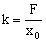 k = F/x₀